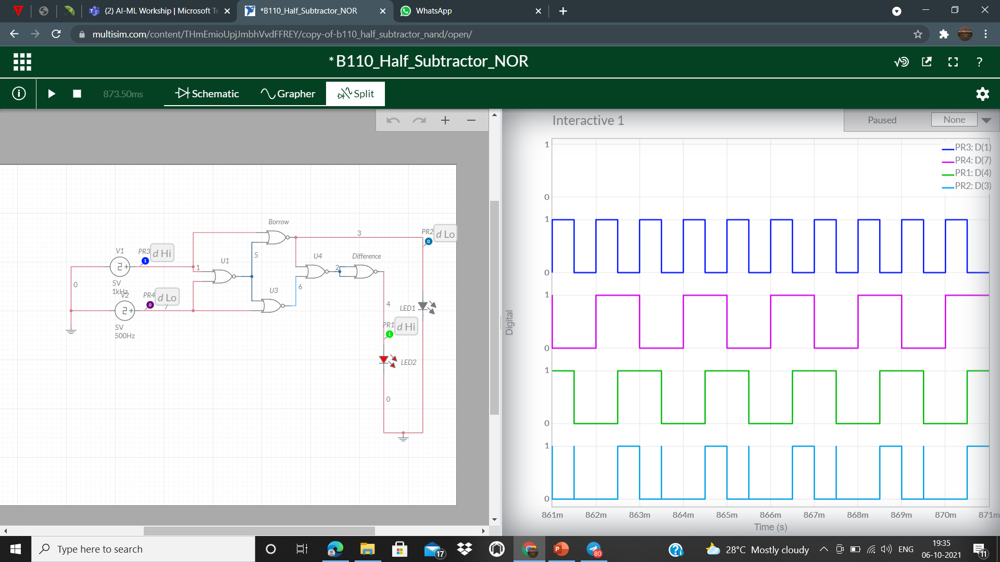 (2) AI-ML Workship | Microsoft Te
*B110_Half_Subtractor_NOR
WhatsApp
multisim.com/content/THmEmioUpjJmbhVvdFFREY/copy-of-b110_half_subtractor_nand/open/
*B110_Half_Subtractor_NOR
?
873.50ms
Schematic
Grapher
Split
Interactive 1
Paused
None
Borrow
3
PR2
d Lo
0
V1
PR3
d Hi
1
5
U4
Difference
U1
1
2
0
5V
1kHz
V2
PR4
d Lo
0
7
U3
6
4
LED1
5V
500Hz
PR1
d Hi
1
LED2
0
PR3: D(1)
PR4: D(7)
PR1: D(4)
PR2: D(3)
1
0
1
0
1
0
1
0
1
0
Digital
861m
862m
863m
864m
865m
866m
867m
868m
869m
870m
871m
Time (s)
Type here to search
17
P
80
28°C Mostly cloudy
ENG
19:35
06-10-2021
11